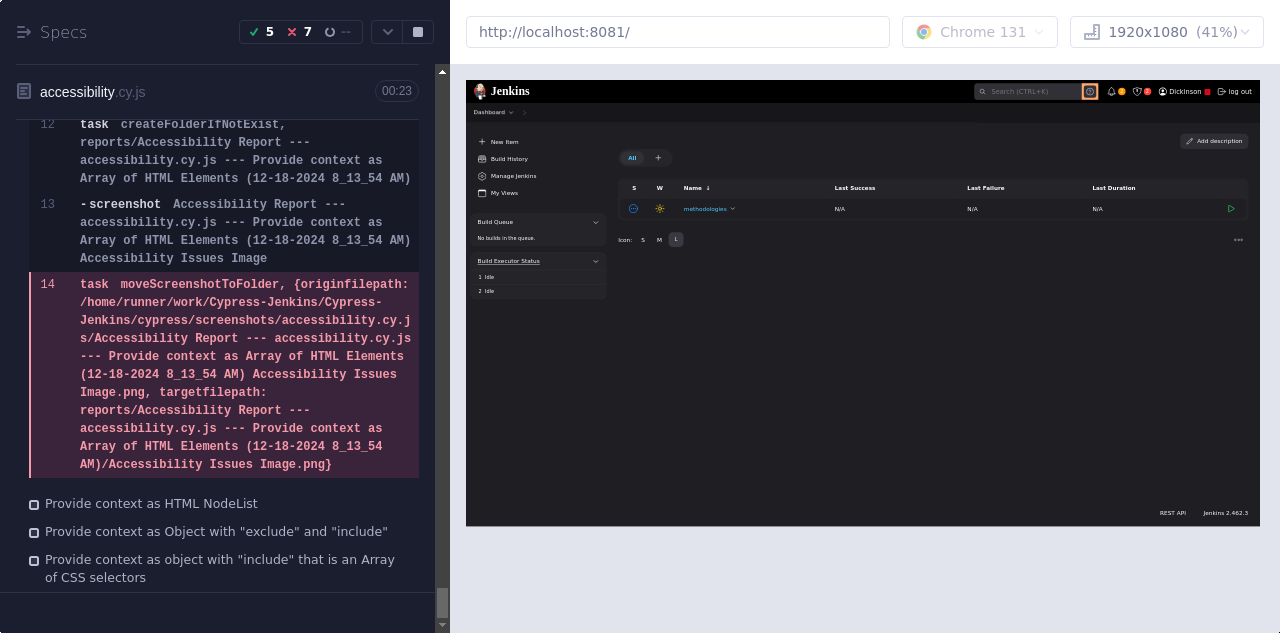 Specs
5
7
--
accessibility.cy.js
00:23
12 task createFolderIfNotExist,
reports/Accessibility Report ---
accessibility.cy.js --- Provide context as
Array of HTML Elements (12-18-2024 8_13_54 AM)
13 -screenshot Accessibility Report ---
accessibility.cy.js --- Provide context as
Array of HTML Elements (12-18-2024 8_13_54 AM)
Accessibility Issues Image
14 task moveScreenshotToFolder, {originfilepath:
/home/runner/work/Cypress-Jenkins/Cypress-
Jenkins/cypress/screenshots/accessibility.cy.j
s/Accessibility Report --- accessibility.cy.js
--- Provide context as Array of HTML Elements
(12-18-2024 8_13_54 AM) Accessibility Issues
Image.png, targetfilepath:
reports/Accessibility Report ---
accessibility.cy.js --- Provide context as
Array of HTML Elements (12-18-2024 8_13_54
AM)/Accessibility Issues Image.png}
Provide context as HTML NodeList
Provide context as Object with "exclude" and "include"
Provide context as object with "include" that is an Array
of CSS selectors
http://localhost:8081/
Chrome 131
1920x1080 (41%)
Jenkins
Search (CTRL+K)
Dickinson
log out
Dashboard
New Item
Build History
Manage Jenkins
My Views
Build Queue
No builds in the queue.
Build Executor Status
1 Idle
2 Idle
Add description
All +
S W Name ↓ Last Success Last Failure Last Duration
methodologies N/A N/A N/A
Icon: S M L
REST API Jenkins 2.462.3